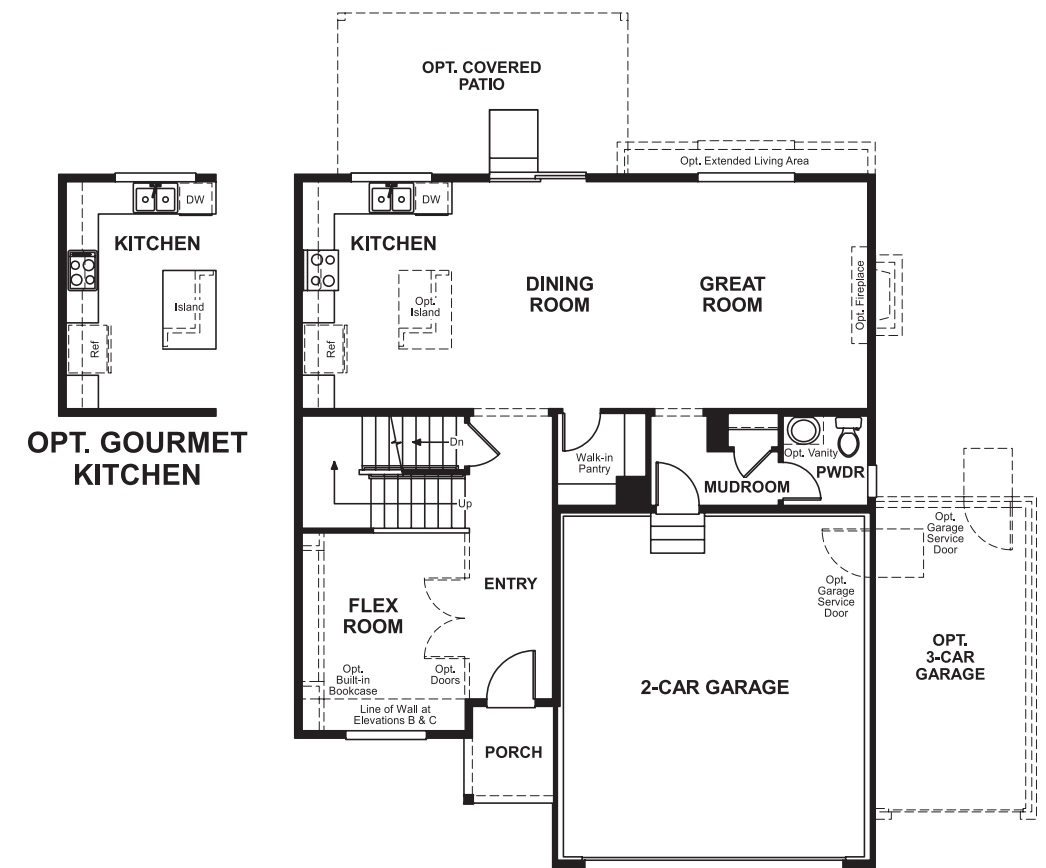 OPT. COVERED
PATIO
Opt. Extended Living Area
DW
KITCHEN
Island
Ref
OPT. GOURMET
KITCHEN
DW
KITCHEN
Opt.
Island
Ref
DINING
ROOM
GREAT
ROOM
Opt. Fireplace
Dn
Up
Walk-in
Pantry
Opt. Vanity
PWDR
MUDROOM
Opt.
Garage
Service
Door
Opt.
Garage
Service
Door
ENTRY
FLEX
ROOM
Opt.
Built-in
Bookcase
Opt.
Doors
Line of Wall at
Elevations B & C
PORCH
2-CAR GARAGE
OPT.
3-CAR
GARAGE